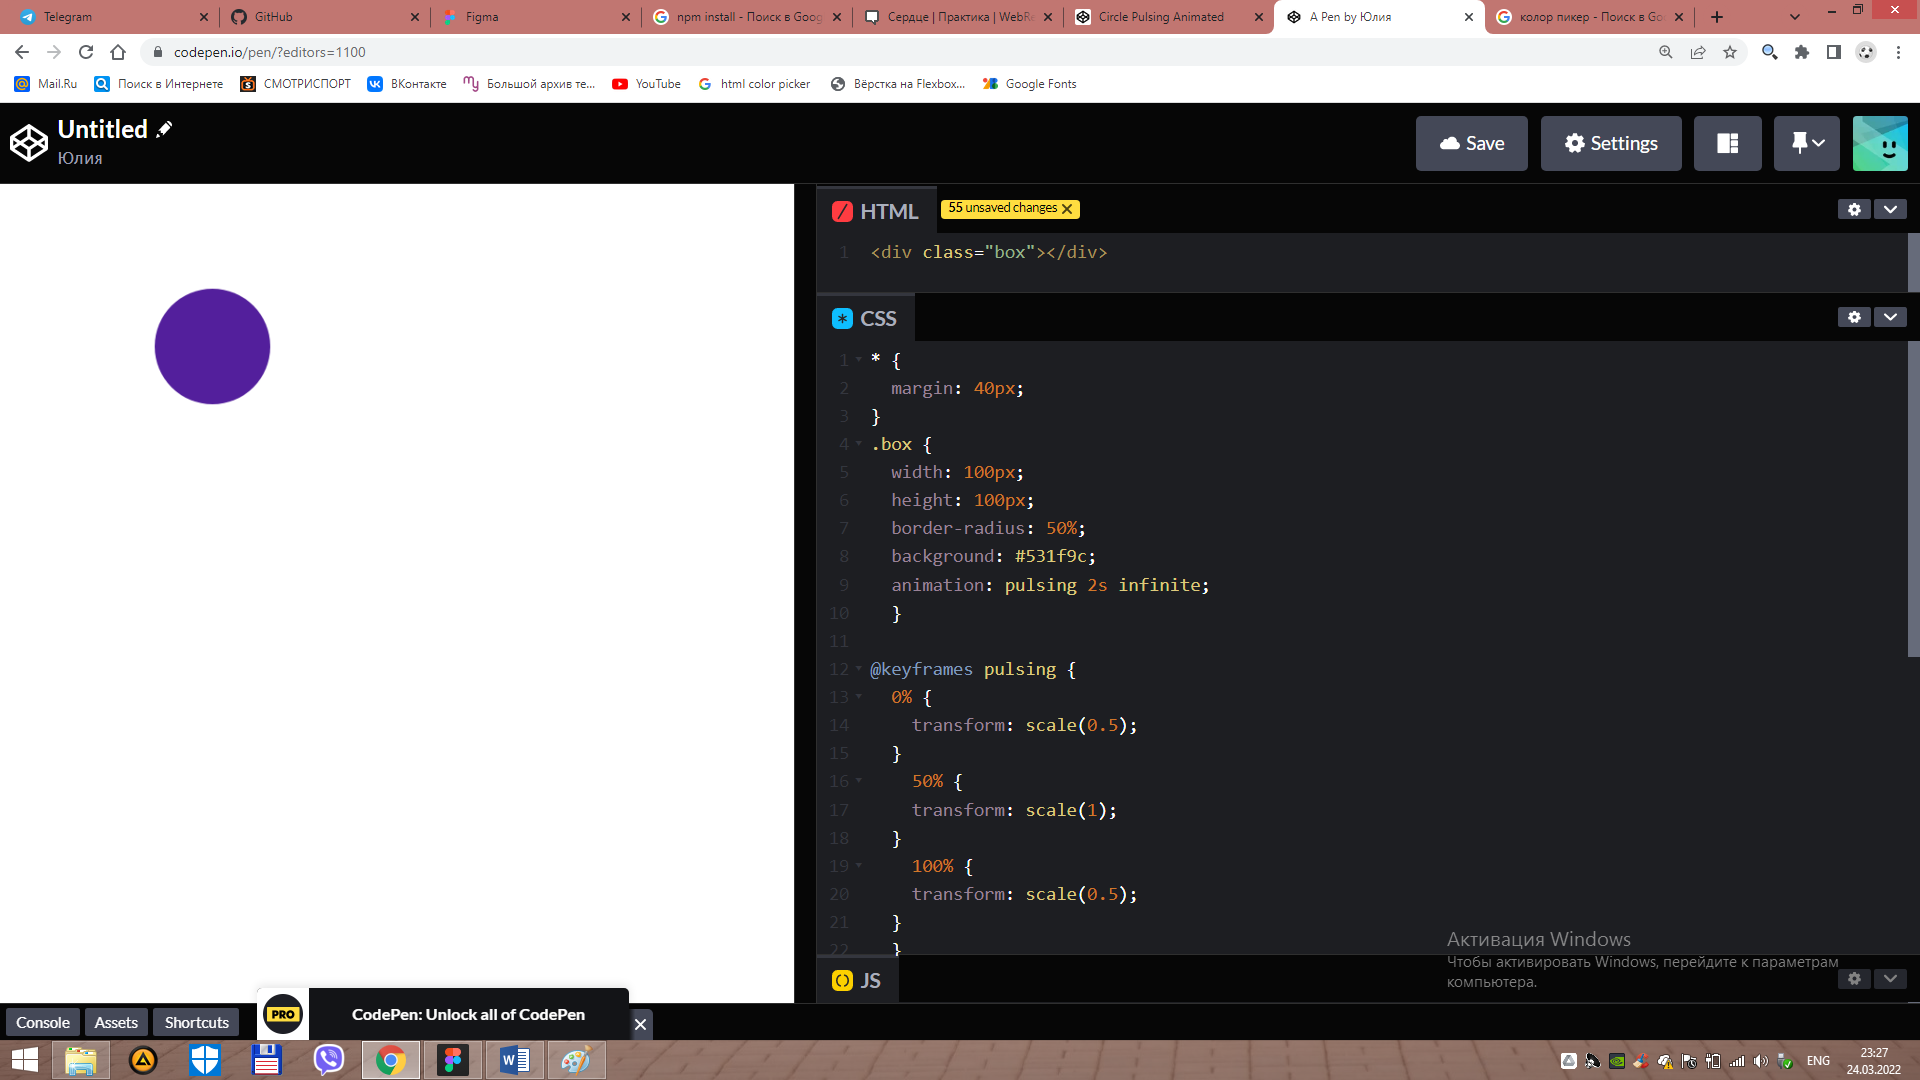 Telegram
GitHub
Figma
npm install - Поиск в Goog
Сердце | Практика | WebRe
Circle Pulsing Animated
A Pen by Юлия
колор пикер - Поиск в Goo
codepen.io/pen/?editors=1100
Mail.Ru
Поиск в Интернете
СМОТРИСПОРТ
ВКонтакте
Большой архив те...
YouTube
html color picker
Вёрстка на Flexbox...
Google Fonts
Untitled
Юлия
Save
Settings
HTML
55 unsaved changes
1 <div class="box"></div>
CSS
1 * {
2 margin: 40px;
3 }
4 .box {
5 width: 100px;
6 height: 100px;
7 border-radius: 50%;
8 background: #531f9c;
9 animation: pulsing 2s infinite;
10 }
11
12 @keyframes pulsing {
13 0% {
14 transform: scale(0.5);
15 }
16 50% {
17 transform: scale(1);
18 }
19 100% {
20 transform: scale(0.5);
21 }
22 }
JS
Активация Windows
Чтобы активировать Windows, перейдите к параметрам
компьютера.
Console
Assets
Shortcuts
PRO
CodePen: Unlock all of CodePen
ENG
23:27
24.03.2022